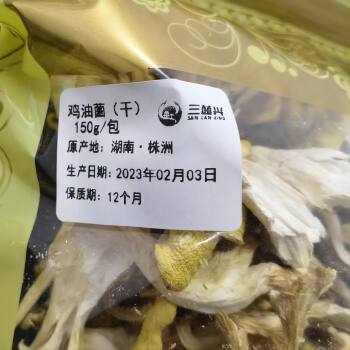 鸡油菌（干）
150g/包
三囍兴
SAN LAN XING
原产地：湖南·株洲
生产日期：2023年02月03日
保质期：12个月